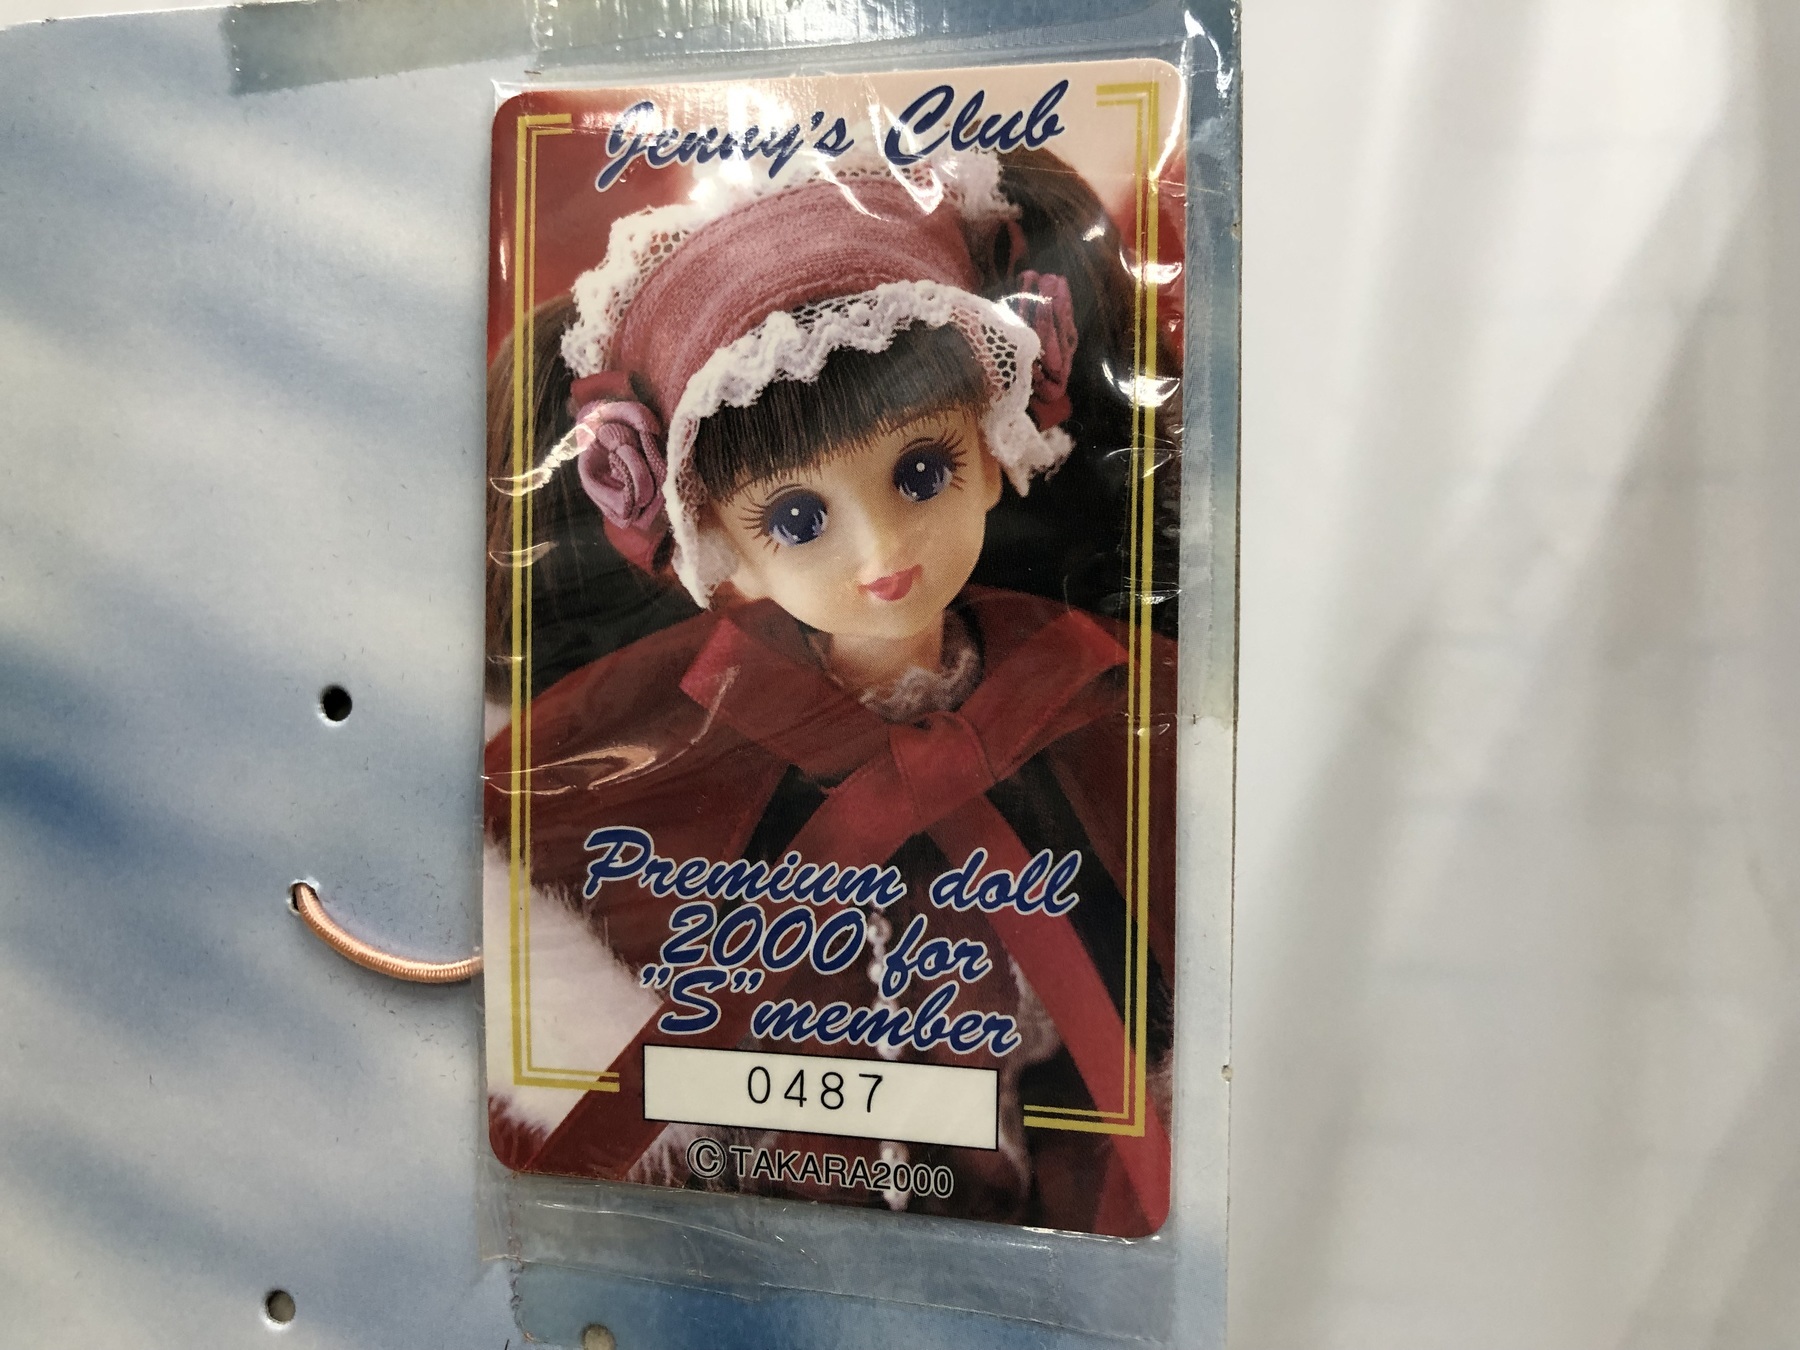 Jenny's Club
Premium doll
2000 for
"S" member
0487
©TAKARA2000